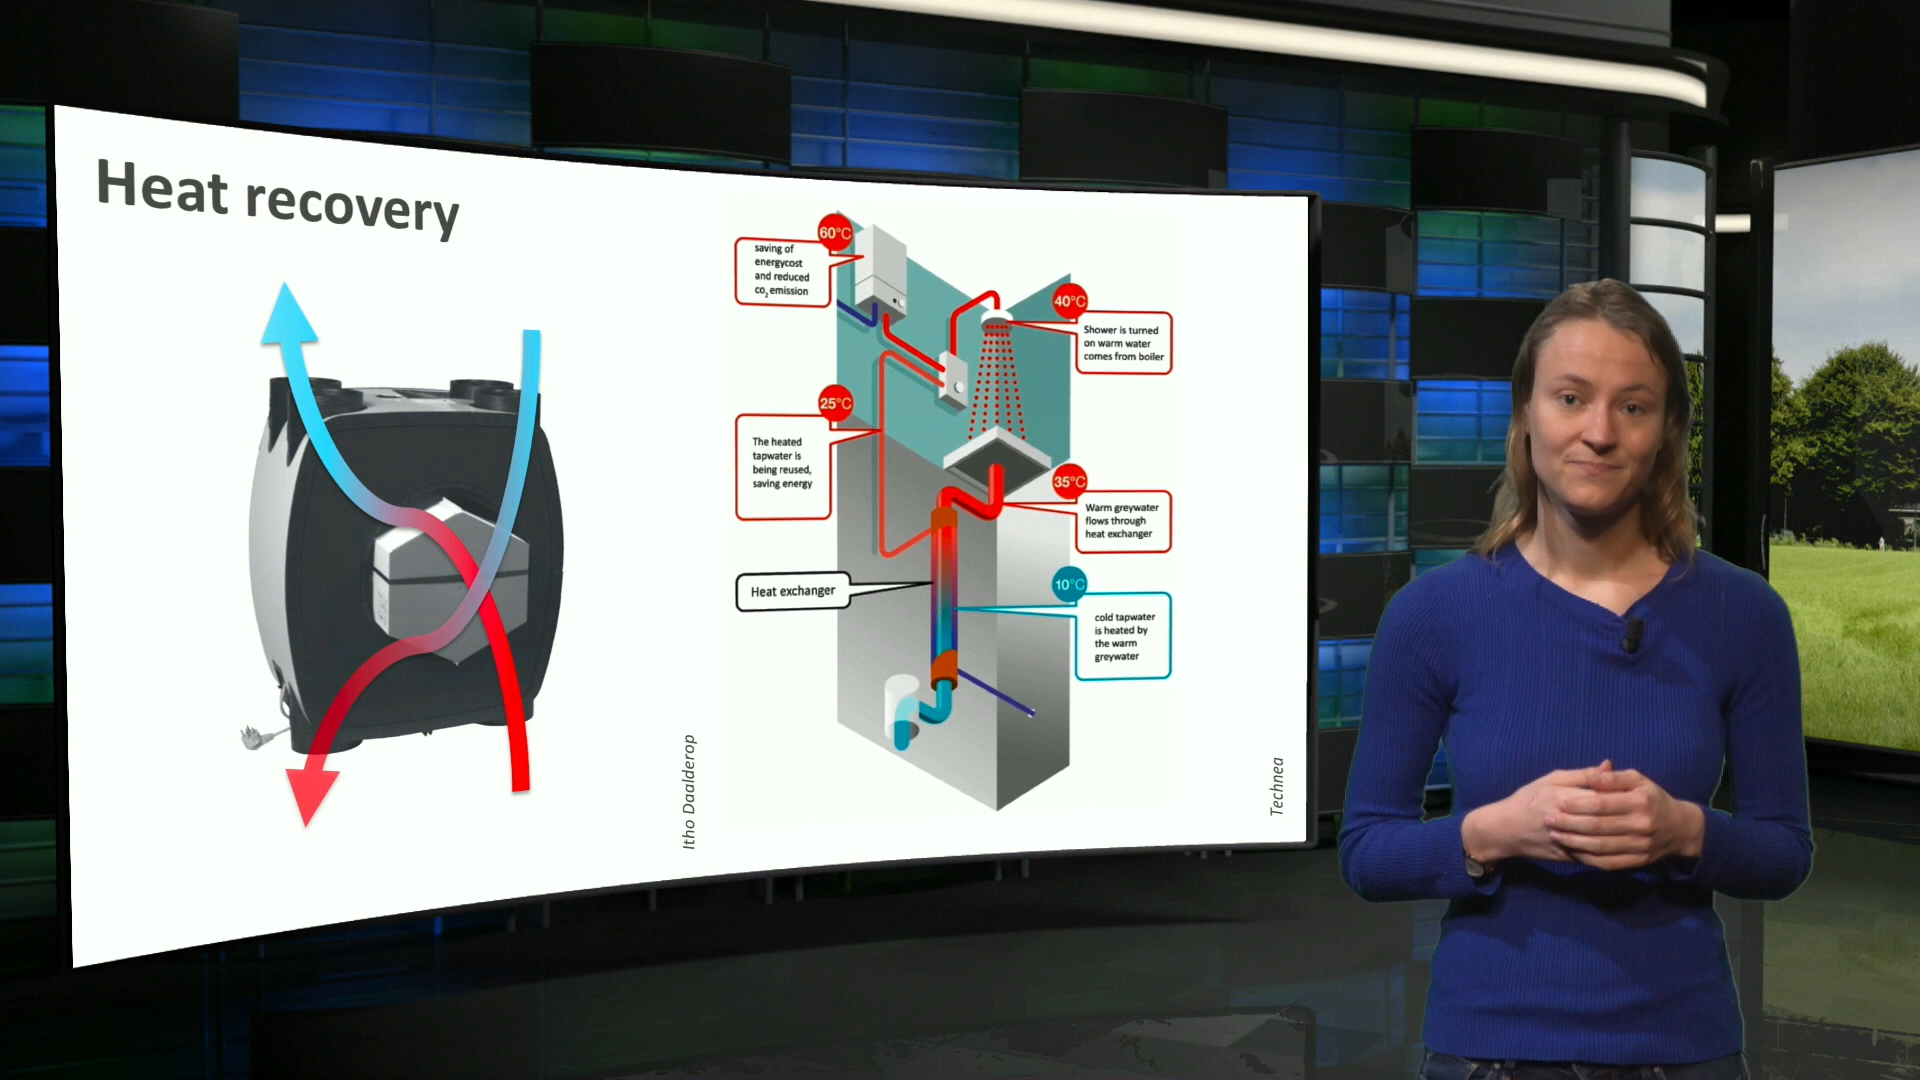 Heat recovery
60°C
saving of
energycost
and reduced
co2 emission
40°C
Shower is turned
on warm water
comes from boiler
25°C
The heated
tapwater is
being reused,
saving energy
35°C
Warm greywater
flows through
heat exchanger
Heat exchanger
10°C
cold tapwater
is heated by
the warm
greywater
Itho Daalderop
Technea